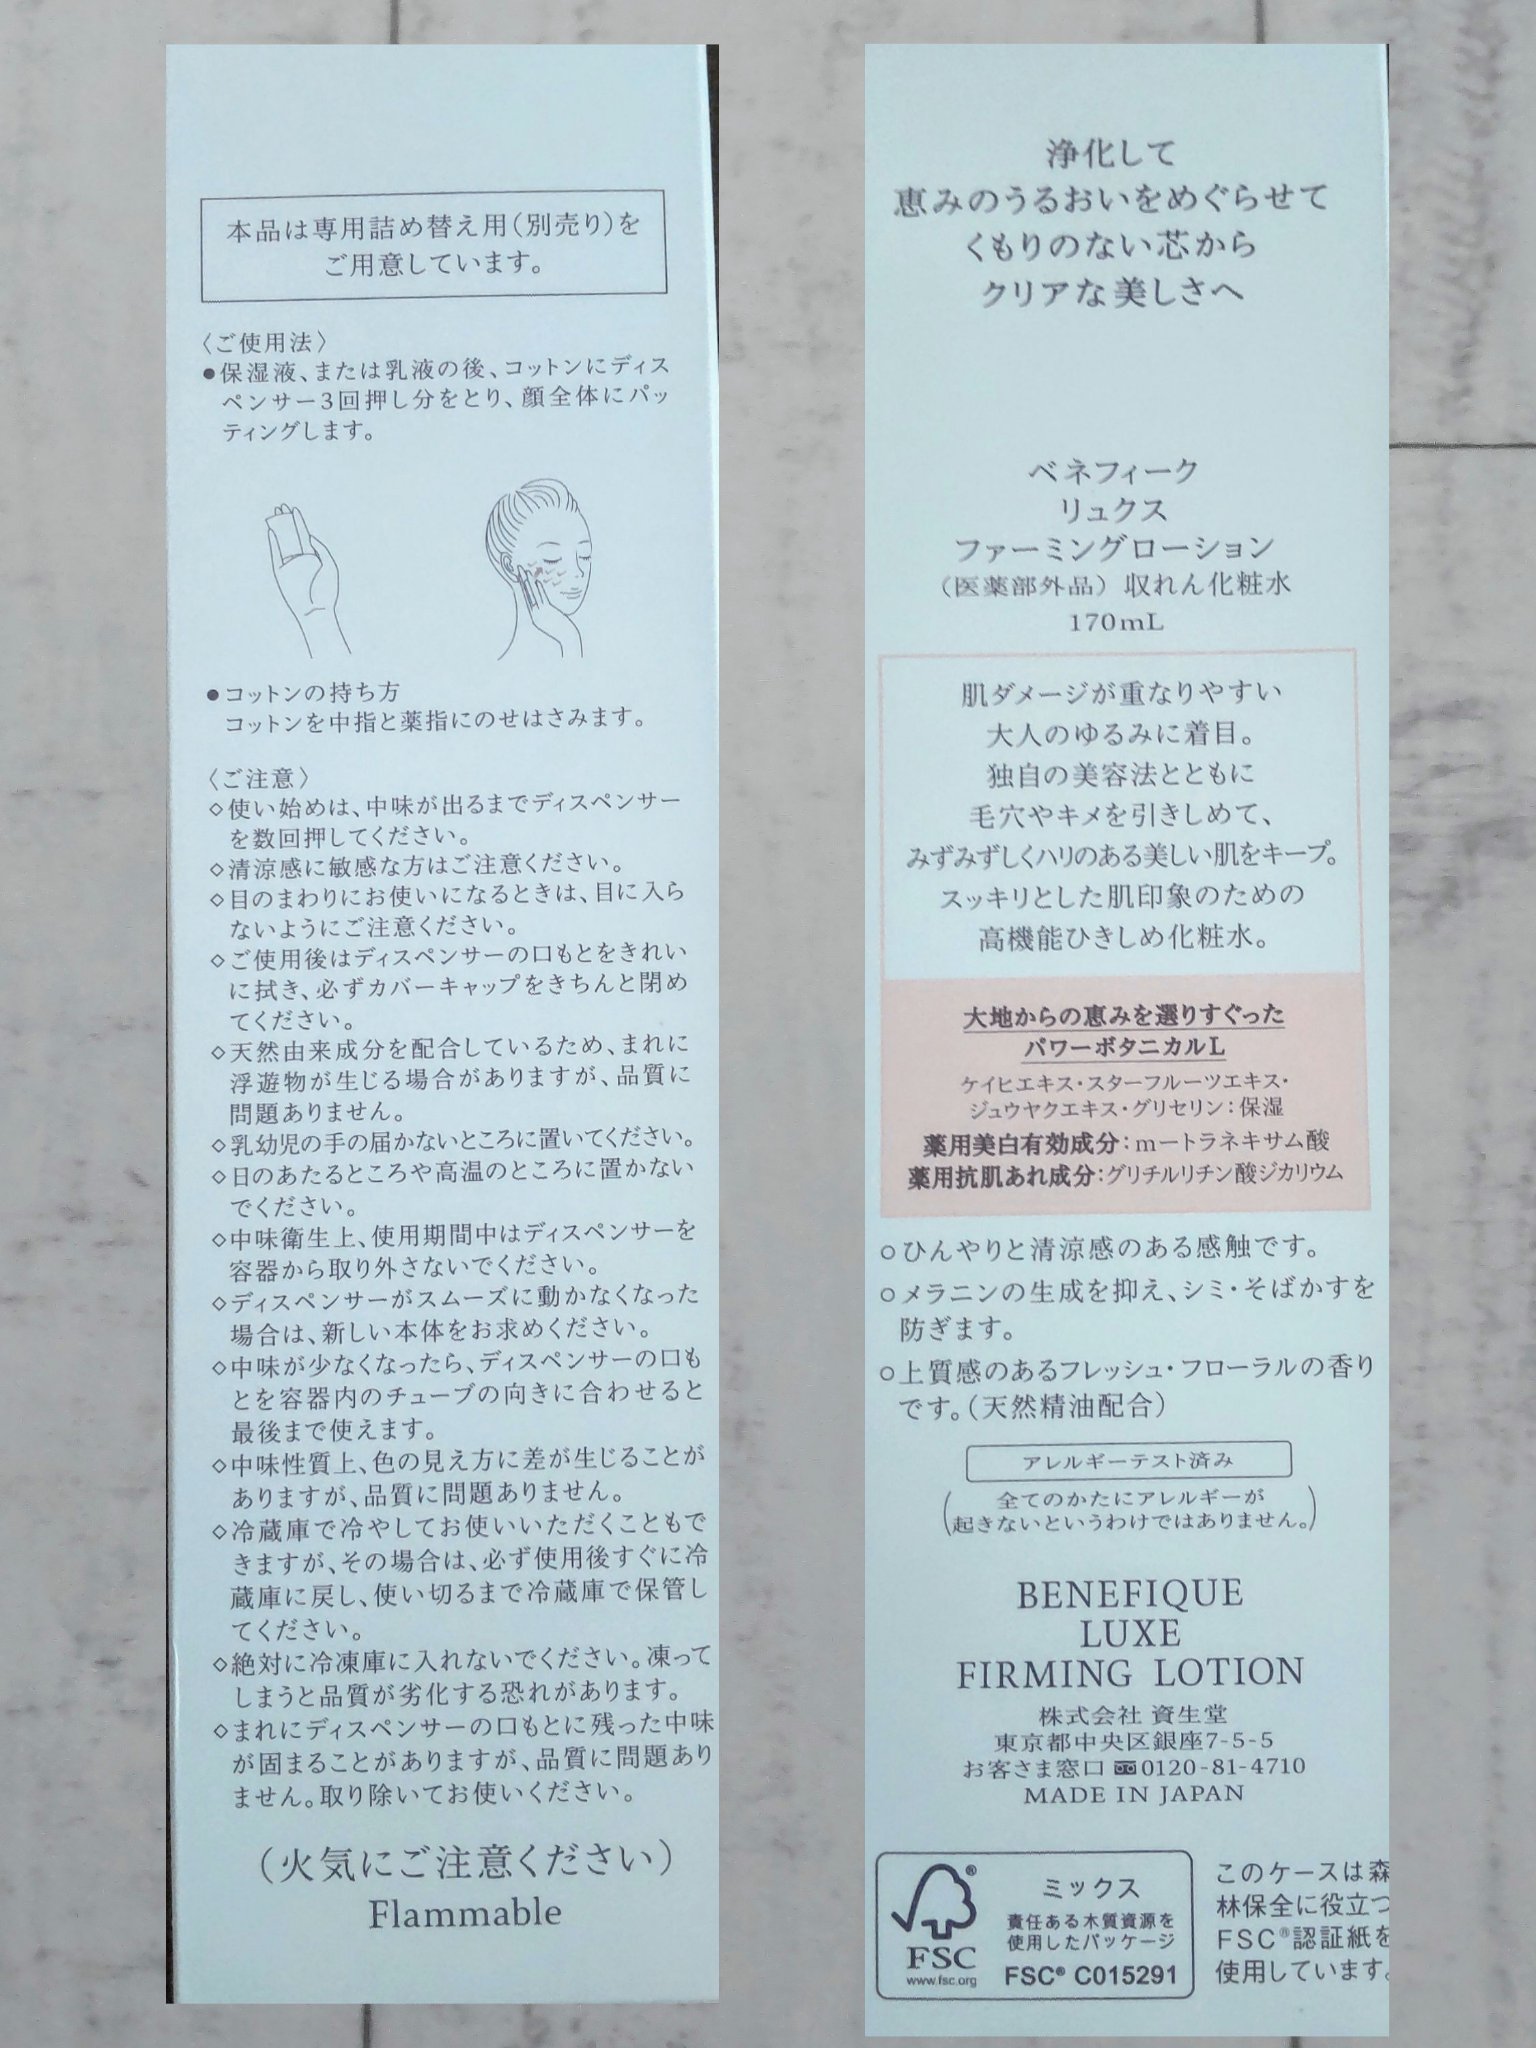 本品は専用詰め替え用(別売り)を
ご用意しています。
〈ご使用法〉
●保湿液、または乳液の後、コットンにディス
ペンサー3回押し分をとり、顔全体にパッ
ティングします。
●コットンの持ち方
コットンを中指と薬指にのせはさみます。
〈ご注意〉
◇使い始めは、中味が出るまでディスペンサー
を数回押してください。
◇清涼感に敏感な方はご注意ください。
◇目のまわりにお使いになるときは、目に入ら
ないようにご注意ください。
◇ご使用後はディスペンサーの口もとをきれい
に拭き、必ずカバーキャップをきちんと閉め
てください。
◇天然由来成分を配合しているため、まれに
浮遊物が生じる場合がありますが、品質に
問題ありません。
◇乳幼児の手の届かないところに置いてください。
◇日のあたるところや高温のところに置かない
でください。
◇中味衛生上、使用期間中はディスペンサーを
容器から取り外さないでください。
◇ディスペンサーがスムーズに動かなくなった
場合は、新しい本体をお求めください。
◇中味が少なくなったら、ディスペンサーの口も
とを容器内のチューブの向きに合わせると
最後まで使えます。
◇中味性質上、色の見え方に差が生じることが
ありますが、品質に問題ありません。
◇冷蔵庫で冷やしてお使いいただくこともで
きますが、その場合は、必ず使用後すぐに冷
蔵庫に戻し、使い切るまで冷蔵庫で保管し
てください。
◇絶対に冷凍庫に入れないでください。凍って
しまうと品質が劣化する恐れがあります。
◇まれにディスペンサーの口もとに残った中味
が固まることがありますが、品質に問題あり
ません。取り除いてお使いください。
(火気にご注意ください)
Flammable
浄化して
恵みのうるおいをめぐらせて
くもりのない芯から
クリアな美しさへ
ベネフィーク
リュクス
ファーミングローション
(医薬部外品) 収れん化粧水
170mL
肌ダメージが重なりやすい
大人のゆるみに着目。
独自の美容法とともに
毛穴やキメを引きしめて、
みずみずしくハリのある美しい肌をキープ。
スッキリとした肌印象のための
高機能ひきしめ化粧水。
大地からの恵みを選りすぐった
パワーボタニカルL
ケイヒエキス・スターフルーツエキス・
ジュウヤクエキス・グリセリン：保湿
薬用美白有効成分：m－トラネキサム酸
薬用抗肌あれ成分：グリチルリチン酸ジカリウム
○ひんやりと清涼感のある感触です。
○メラニンの生成を抑え、シミ・そばかすを
防ぎます。
○上質感のあるフレッシュ・フローラルの香り
です。(天然精油配合)
アレルギーテスト済み
(全てのかたにアレルギーが
起きないというわけではありません。)
BENEFIQUE
LUXE
FIRMING LOTION
株式会社 資生堂
東京都中央区銀座7-5-5
お客さま窓口 0120-81-4710
MADE IN JAPAN
FSC
www.fsc.org
ミックス
責任ある木質資源を
使用したパッケージ
FSC® C015291
このケースは森
林保全に役立つ
FSC®認証紙を
使用しています。